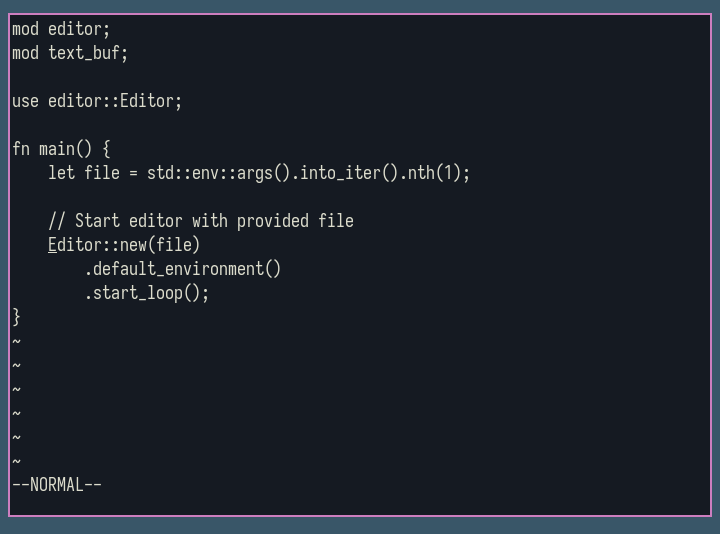 mod editor;
mod text_buf;

use editor::Editor;

fn main() {
    let file = std::env::args().into_iter().nth(1);

    // Start editor with provided file
    Editor::new(file)
        .default_environment()
        .start_loop();
}
~
~
~
~
~
~
--NORMAL--